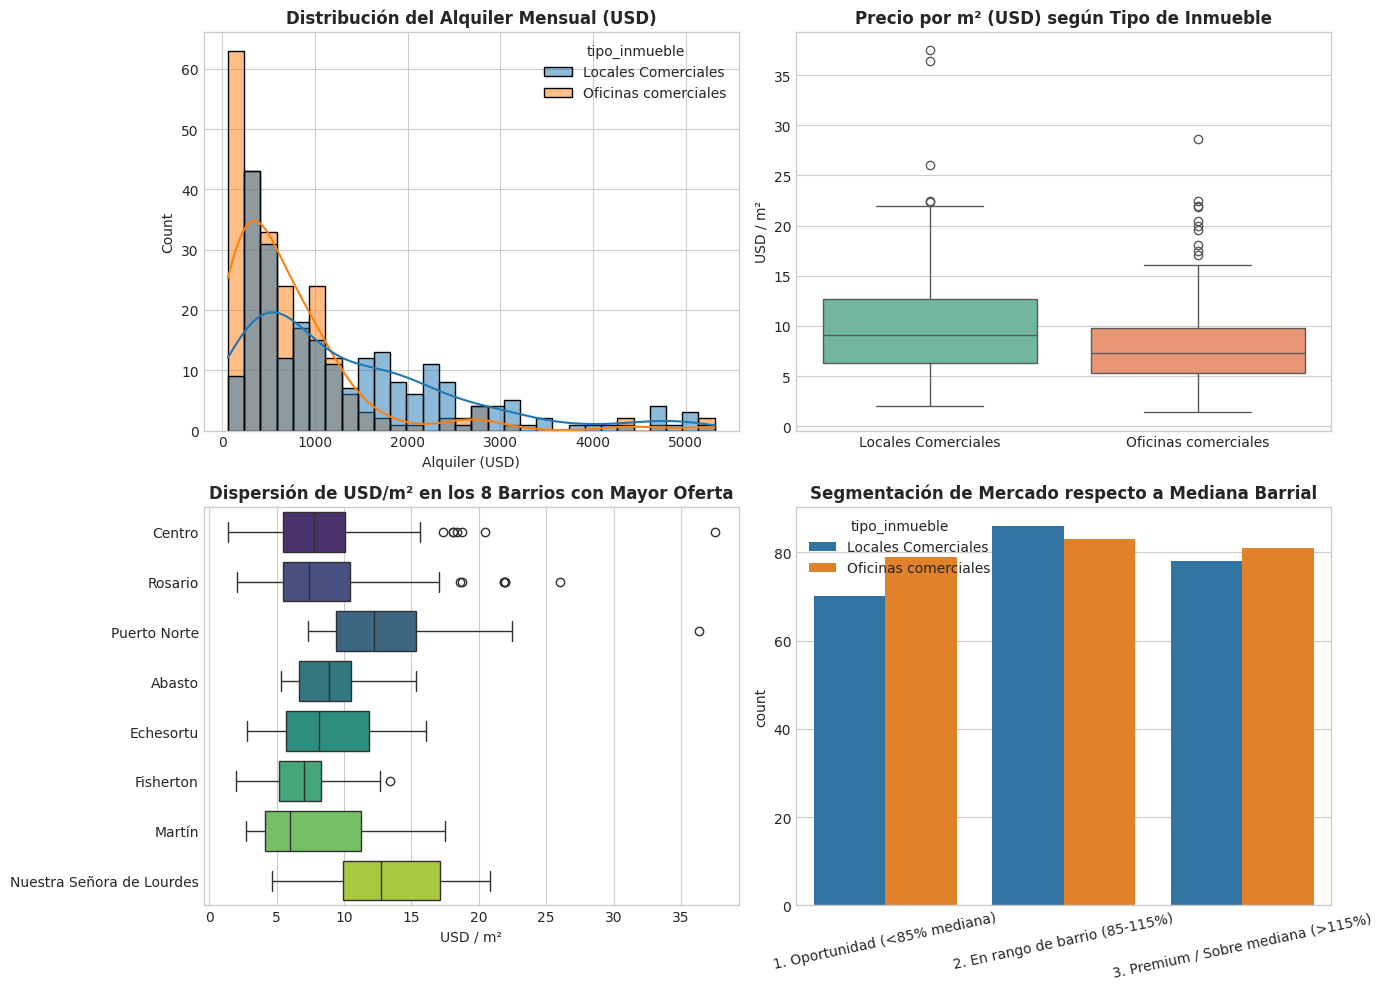 Distribución del Alquiler Mensual (USD)
tipo_inmueble
Locales Comerciales
Oficinas comerciales
Count
60
50
40
30
20
10
0
0 1000 2000 3000 4000 5000
Alquiler (USD)
Precio por m² (USD) según Tipo de Inmueble
USD / m²
35
30
25
20
15
10
5
0
Locales Comerciales Oficinas comerciales
Dispersión de USD/m² en los 8 Barrios con Mayor Oferta
Centro
Rosario
Puerto Norte
Abasto
Echesortu
Fisherton
Martín
Nuestra Señora de Lourdes
0 5 10 15 20 25 30 35
USD / m²
Segmentación de Mercado respecto a Mediana Barrial
tipo_inmueble
Locales Comerciales
Oficinas comerciales
count
80
60
40
20
0
1. Oportunidad (<85% mediana)
2. En rango de barrio (85-115%)
3. Premium / Sobre mediana (>115%)